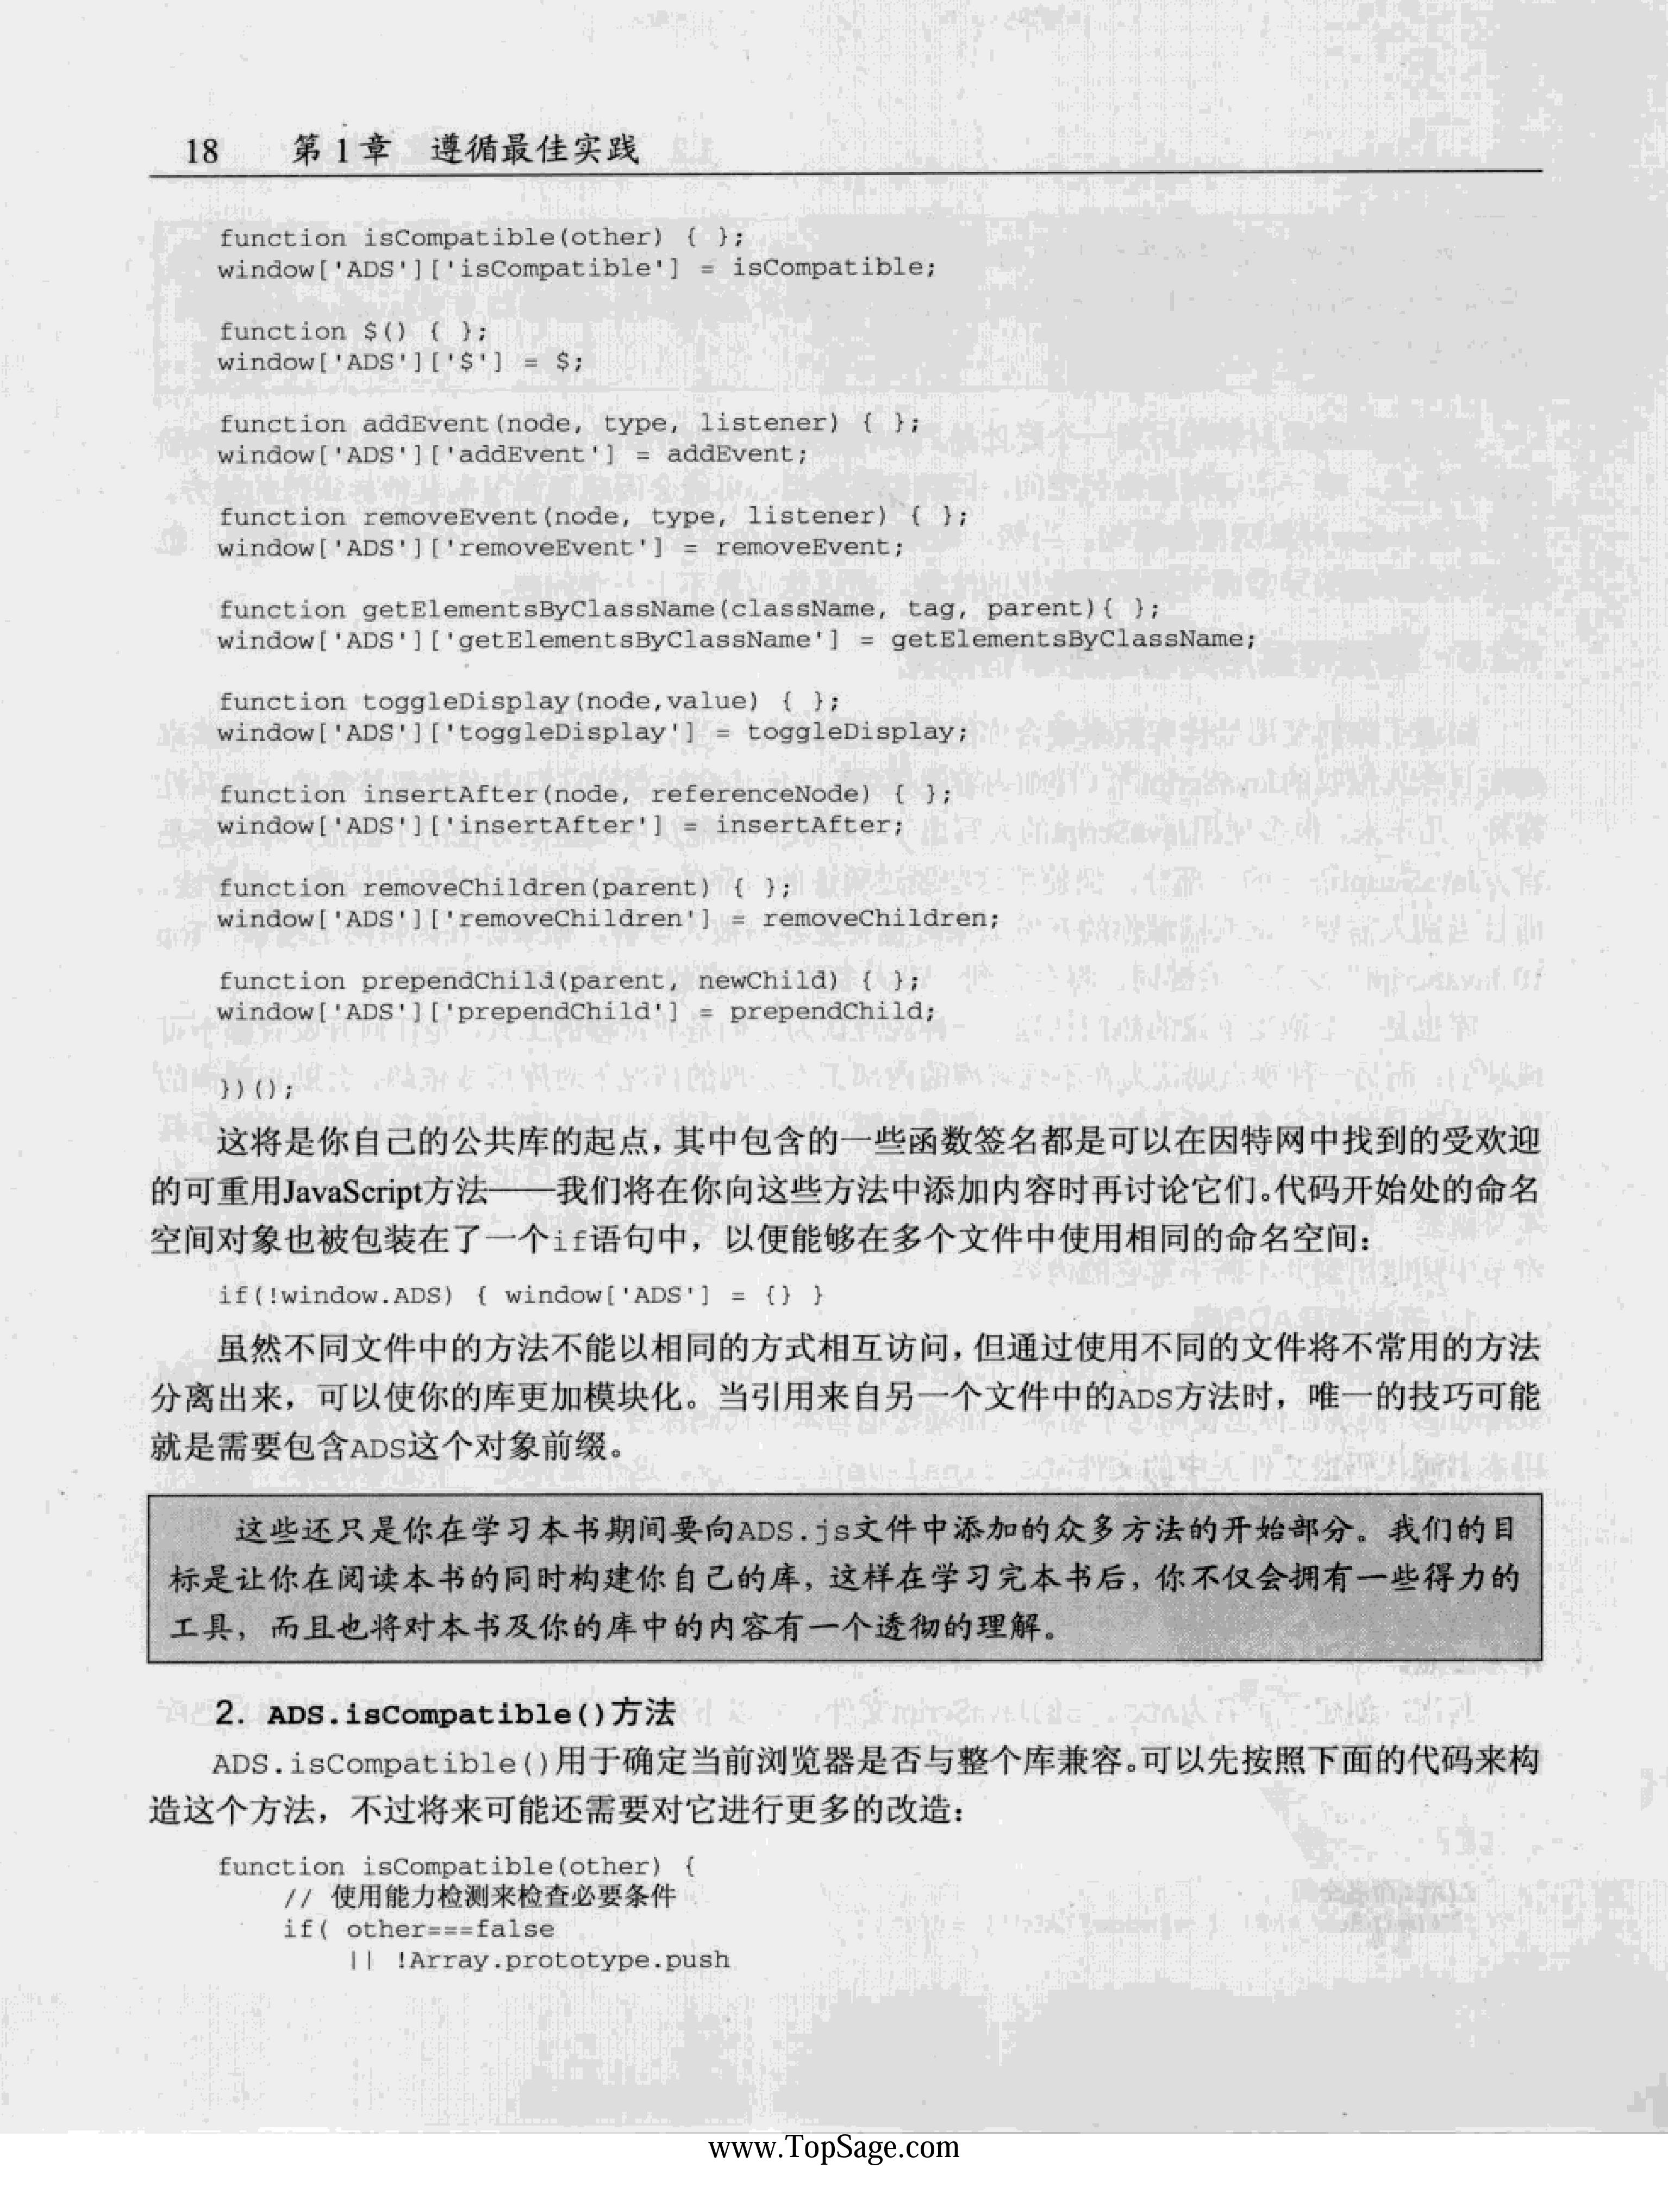 18 第 1 章 遵循最佳实践
function isCompatible(other) { };
window['ADS']['isCompatible'] = isCompatible;
function $() { };
window['ADS']['$'] = $;
function addEvent(node, type, listener) { };
window['ADS']['addEvent'] = addEvent;
function removeEvent(node, type, listener) { };
window['ADS']['removeEvent'] = removeEvent;
function getElementsByClassName(className, tag, parent){ };
window['ADS']['getElementsByClassName'] = getElementsByClassName;
function toggleDisplay(node,value) { };
window['ADS']['toggleDisplay'] = toggleDisplay;
function insertAfter(node, referenceNode) { };
window['ADS']['insertAfter'] = insertAfter;
function removeChildren(parent) { };
window['ADS']['removeChildren'] = removeChildren;
function prependChild(parent, newChild) { };
window['ADS']['prependChild'] = prependChild;
})();
这将是你自己的公共库的起点，其中包含的一些函数签名都是可以在因特网中找到的受欢迎
的可重用JavaScript方法——我们将在你向这些方法中添加内容时再讨论它们。代码开始处的命名
空间对象也被包装在了一个if语句中，以便能够在多个文件中使用相同的命名空间：
if(!window.ADS) { window['ADS'] = {} }
虽然不同文件中的方法不能以相同的方式相互访问，但通过使用不同的文件将不常用的方法
分离出来，可以使你的库更加模块化。当引用来自另一个文件中的ADS方法时，唯一的技巧可能
就是需要包含ADS这个对象前缀。
这些还只是你在学习本书期间要向ADS.js文件中添加的众多方法的开始部分。我们的目
标是让你在阅读本书的同时构建你自己的库，这样在学习完本书后，你不仅会拥有一些得力的
工具，而且也将对本书及你的库中的内容有一个透彻的理解。
2. ADS.isCompatible()方法
ADS.isCompatible()用于确定当前浏览器是否与整个库兼容。可以先按照下面的代码来构
造这个方法，不过将来可能还需要对它进行更多的改造：
function isCompatible(other) {
// 使用能力检测来检查必要条件
if( other===false
|| !Array.prototype.push
www.TopSage.com